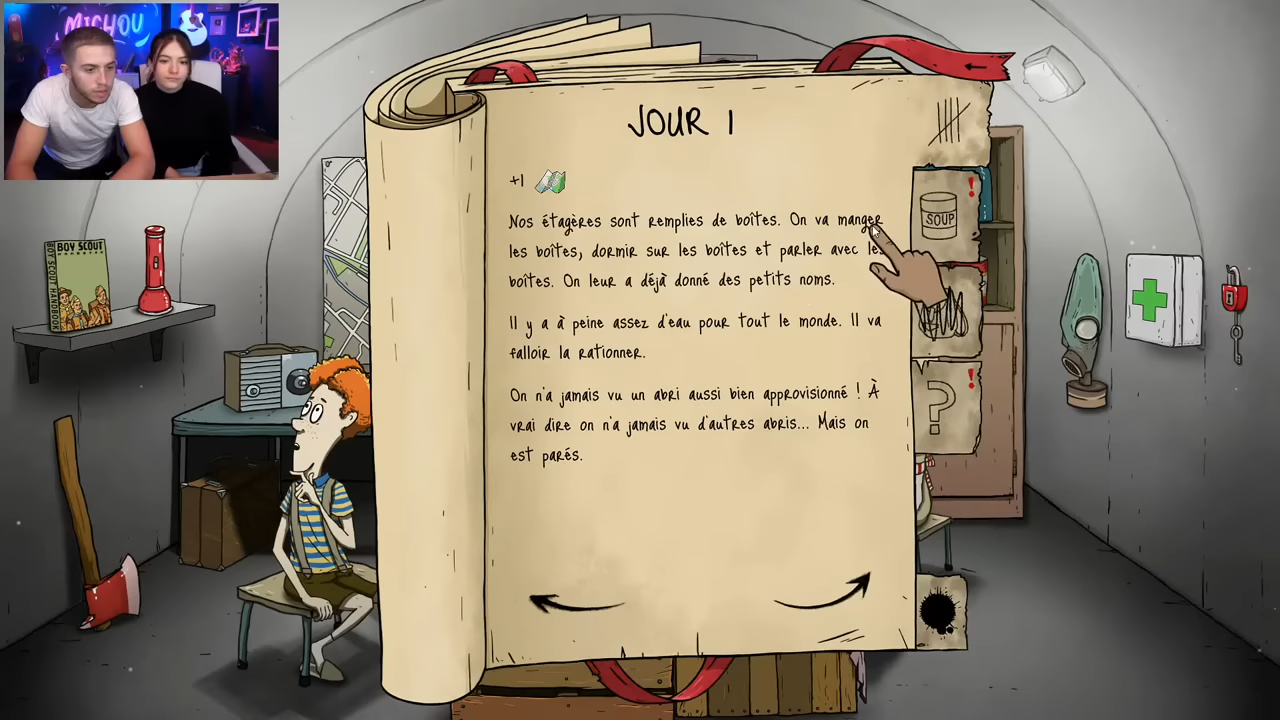 MICHOU
JOUR 1
+1
Nos étagères sont remplies de boîtes. On va manger
les boîtes, dormir sur les boîtes et parler avec les
boîtes. On leur a déjà donné des petits noms.
Il y a à peine assez d'eau pour tout le monde. Il va
falloir la rationner.
On n'a jamais vu un abri aussi bien approvisionné ! À
vrai dire on n'a jamais vu d'autres abris... Mais on
est parés.
!
SOUP
!
?
BOY SCOUT
BOY SCOUT HANDBOOK